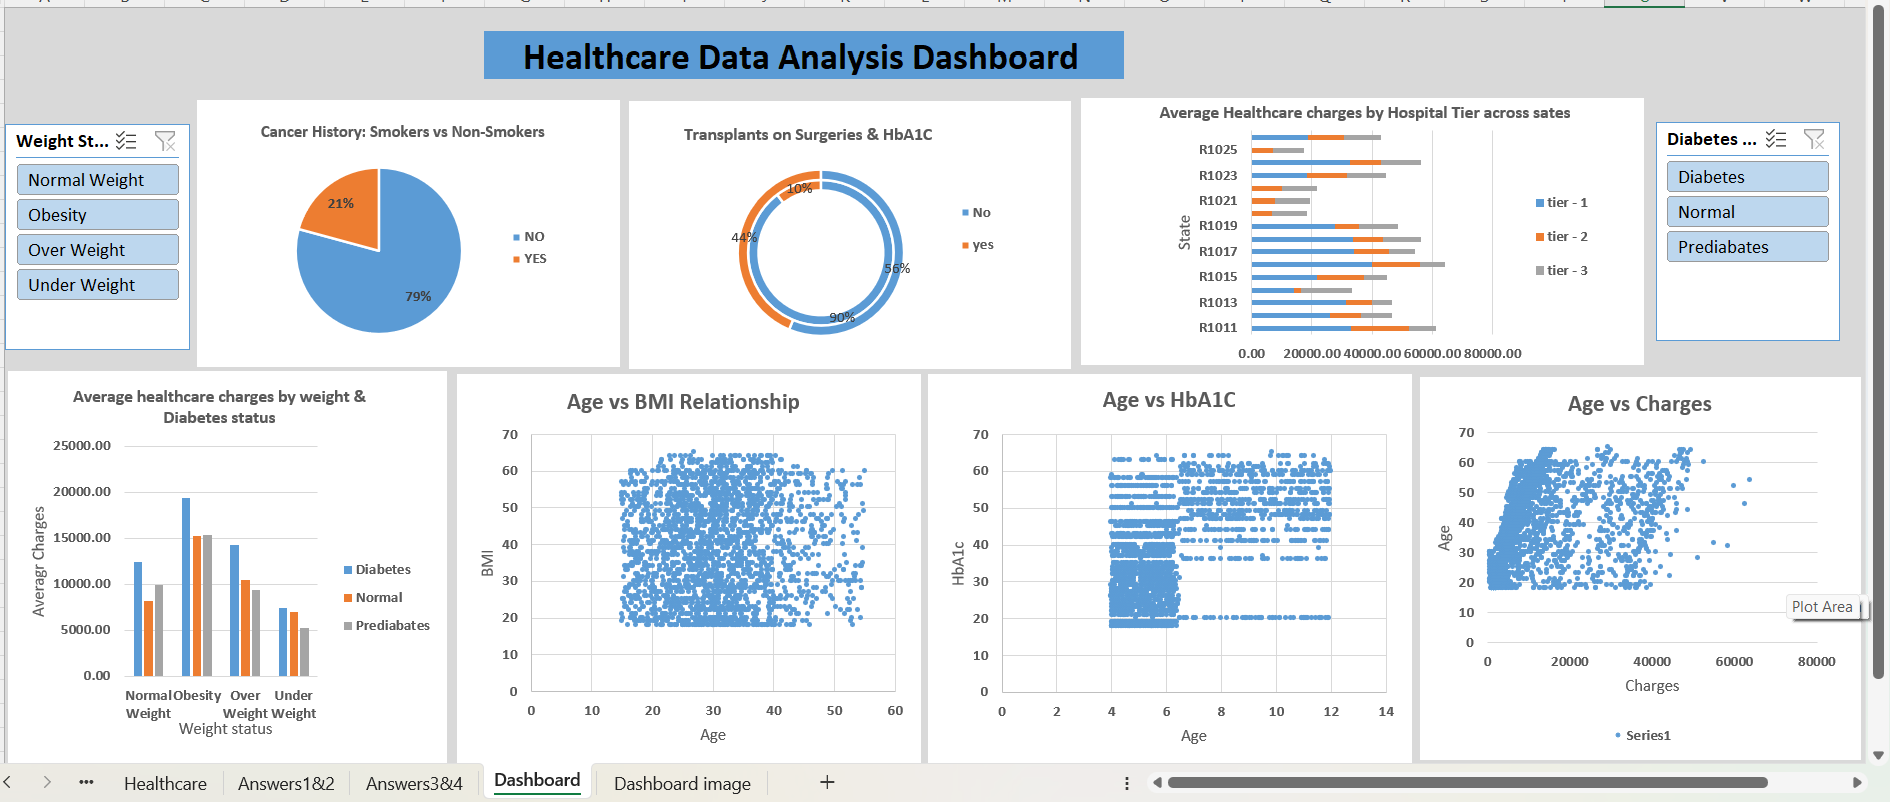 Healthcare Data Analysis Dashboard
Weight St...
Normal Weight
Obesity
Over Weight
Under Weight
Cancer History: Smokers vs Non-Smokers
21%
79%
NO
YES
Transplants on Surgeries & HbA1C
10%
44%
56%
90%
No
yes
Average Healthcare charges by Hospital Tier across sates
State
R1025
R1023
R1021
R1019
R1017
R1015
R1013
R1011
0.00 20000.00 40000.00 60000.00 80000.00
tier - 1
tier - 2
tier - 3
Diabetes ...
Diabetes
Normal
Prediabates
Average healthcare charges by weight &
Diabetes status
Averagr Charges
25000.00
20000.00
15000.00
10000.00
5000.00
0.00
Normal Obesity Over Under
Weight Weight Weight
Weight status
Diabetes
Normal
Prediabates
Age vs BMI Relationship
BMI
70
60
50
40
30
20
10
0
0 10 20 30 40 50 60
Age
Age vs HbA1C
HbA1c
70
60
50
40
30
20
10
0
0 2 4 6 8 10 12 14
Age
Age vs Charges
Age
70
60
50
40
30
20
10
0
0 20000 40000 60000 80000
Charges
Series1
Plot Area
Healthcare Answers1&2 Answers3&4 Dashboard Dashboard image